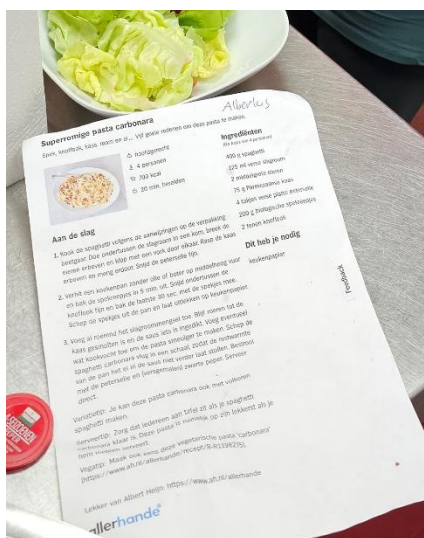 Albertus
Superromige pasta carbonara
Spek, knoflook, kaas, room en ei... Vijf goede redenen om deze pasta te maken.
hoofdgerecht
4 personen
700 kcal
20 min. bereiden
Ingrediënten
400 g spaghetti
125 ml verse slagroom
2 middelgrote eieren
75 g Parmezaanse kaas
4 takjes verse platte peterselie
200 g biologische spekreepjes
2 tenen knoflook
Dit heb je nodig
keukenpapier
Aan de slag
1. Kook de spaghetti volgens de aanwijzingen op de verpakking
beetgaar. Doe ondertussen de slagroom in een kom, breek de
eieren erboven en klop met een vork door elkaar. Rasp de kaas
erboven en meng erdoor. Snijd de peterselie fijn.
2. Verhit een koekenpan zonder olie of boter op middelhoog vuur
en bak de spekreepjes in 5 min. uit. Snijd ondertussen de
knoflook fijn en bak de laatste 30 sec. met de spekjes mee.
Schep de spekjes uit de pan en laat uitlekken op keukenpapier.
3. Voeg al roerend het slagroommengsel toe. Blijf roeren tot de
kaas gesmolten is en de saus iets is ingedikt. Voeg eventueel
wat kookvocht toe om de pasta smeuïger te maken. Schep de
spaghetti carbonara vlug in een schaal, zodat de restwarmte
van de pan het ei in de saus niet verder laat stollen. Bestrooi
met de peterselie en (versgemalen) zwarte peper. Serveer
direct.
Variatietip: Je kan deze pasta carbonara ook met volkoren
spaghetti maken.
Serveertip: Zorg dat iedereen aan tafel zit als je spaghetti
carbonara klaar is. Deze pasta is namelijk op zijn lekkerst als je
hem meteen serveert.
Vegatip: Maak ook eens deze vegetarische pasta 'carbonara'
[https://www.ah.nl/allerhande/recept/R-R1198275].
Lekker van Albert Heijn: https://www.ah.nl/allerhande
allerhande
Feedback